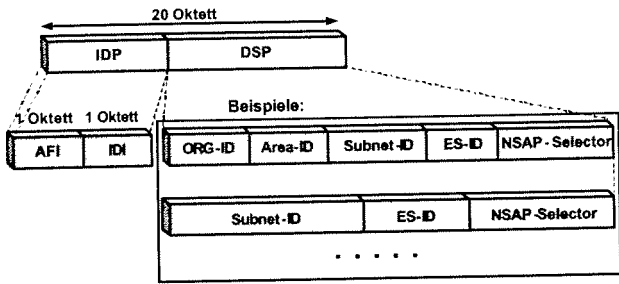 20 Oktett
IDP DSP
1 Oktett 1 Oktett
Beispiele:
AFI IDI
ORG-ID Area-ID Subnet-ID ES-ID NSAP-Selector
Subnet-ID ES-ID NSAP-Selector
. . . . .